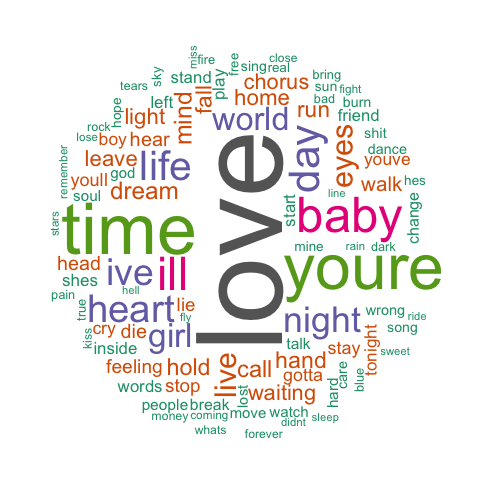 miss
fire
close
sky
free
sing
real
tears
stand
play
chorus
bring
sun
fight
hope
left
fall
home
bad
burn
light
mind
world
run
friend
rock
lose
boy
hear
day
eyes
shit
dance
leave
god
life
youve
remember
youll
soul
dream
love
line
walk
hes
stars
time
start
baby
change
mine
rain
dark
head
shes
ive
ill
youre
pain
hell
true
heart
lie
fly
night
wrong
ride
kiss
cry
die
girl
song
inside
talk
stay
tonight
sweet
feeling
hold
live
call
hand
gotta
care
blue
words
stop
lost
waiting
hard
people
break
move
watch
money
coming
didnt
sleep
whats
forever